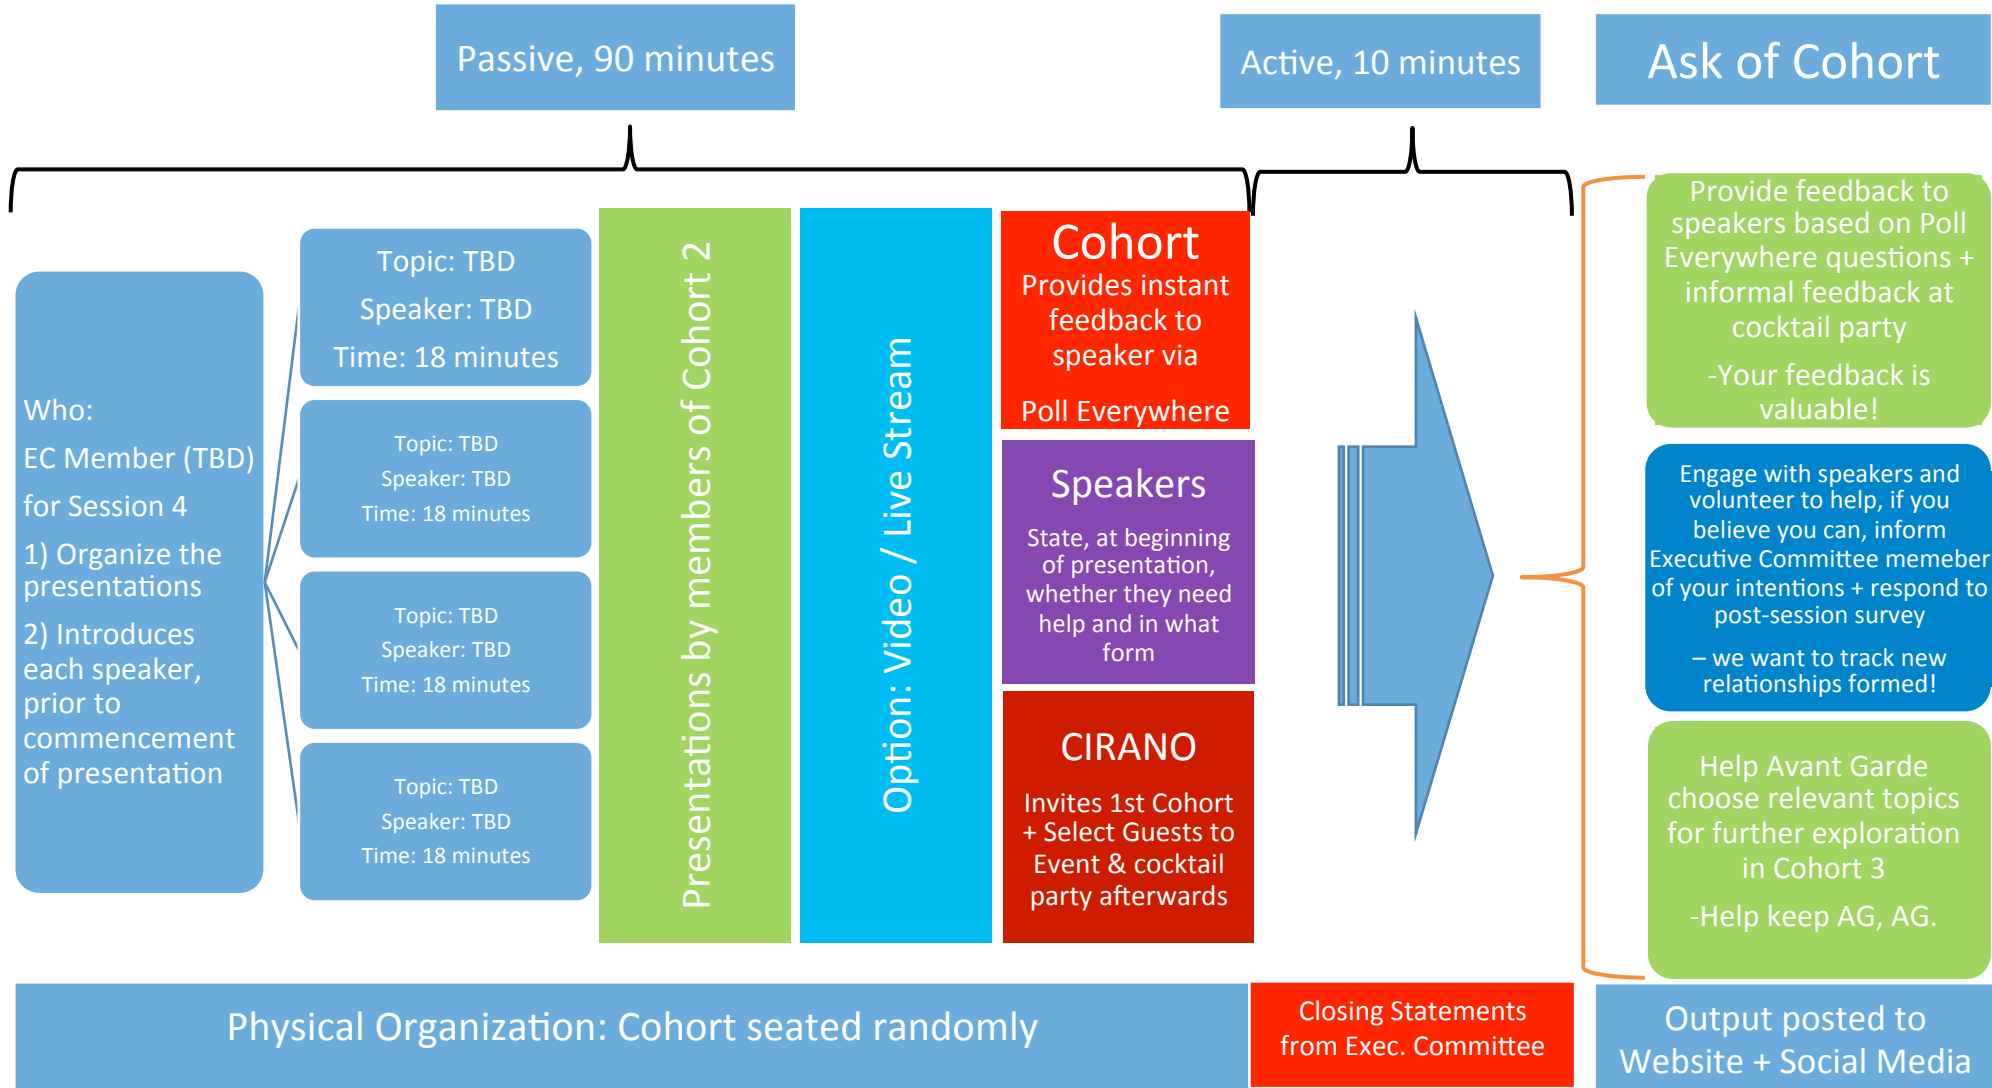 Passive, 90 minutes
Active, 10 minutes
Ask of Cohort
Who:
EC Member (TBD)
for Session 4
1) Organize the
presentations
2) Introduces
each speaker,
prior to
commencement
of presentation
Topic: TBD
Speaker: TBD
Time: 18 minutes
Topic: TBD
Speaker: TBD
Time: 18 minutes
Topic: TBD
Speaker: TBD
Time: 18 minutes
Topic: TBD
Speaker: TBD
Time: 18 minutes
Presentations by members of Cohort 2
Option: Video / Live Stream
Cohort
Provides instant
feedback to
speaker via
Poll Everywhere
Speakers
State, at beginning
of presentation,
whether they need
help and in what
form
CIRANO
Invites 1st Cohort
+ Select Guests to
Event & cocktail
party afterwards
Provide feedback to
speakers based on Poll
Everywhere questions +
informal feedback at
cocktail party
-Your feedback is
valuable!
Engage with speakers and
volunteer to help, if you
believe you can, inform
Executive Committee memeber
of your intentions + respond to
post-session survey
– we want to track new
relationships formed!
Help Avant Garde
choose relevant topics
for further exploration
in Cohort 3
-Help keep AG, AG.
Physical Organization: Cohort seated randomly
Closing Statements
from Exec. Committee
Output posted to
Website + Social Media